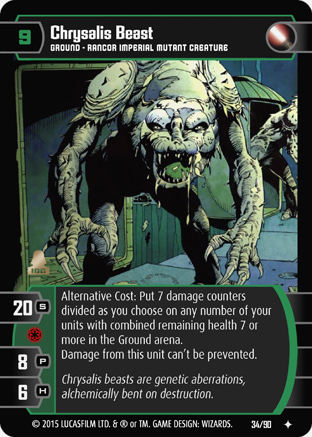 9
Chrysalis Beast
GROUND - RANCOR IMPERIAL MUTANT CREATURE
20 S
Alternative Cost: Put 7 damage counters
divided as you choose on any number of your
units with combined remaining health 7 or
more in the Ground arena.
8 P
Damage from this unit can't be prevented.
6 H
Chrysalis beasts are genetic aberrations,
alchemically bent on destruction.
© 2015 LUCASFILM LTD. & ® or TM. GAME DESIGN: WIZARDS.
34/90